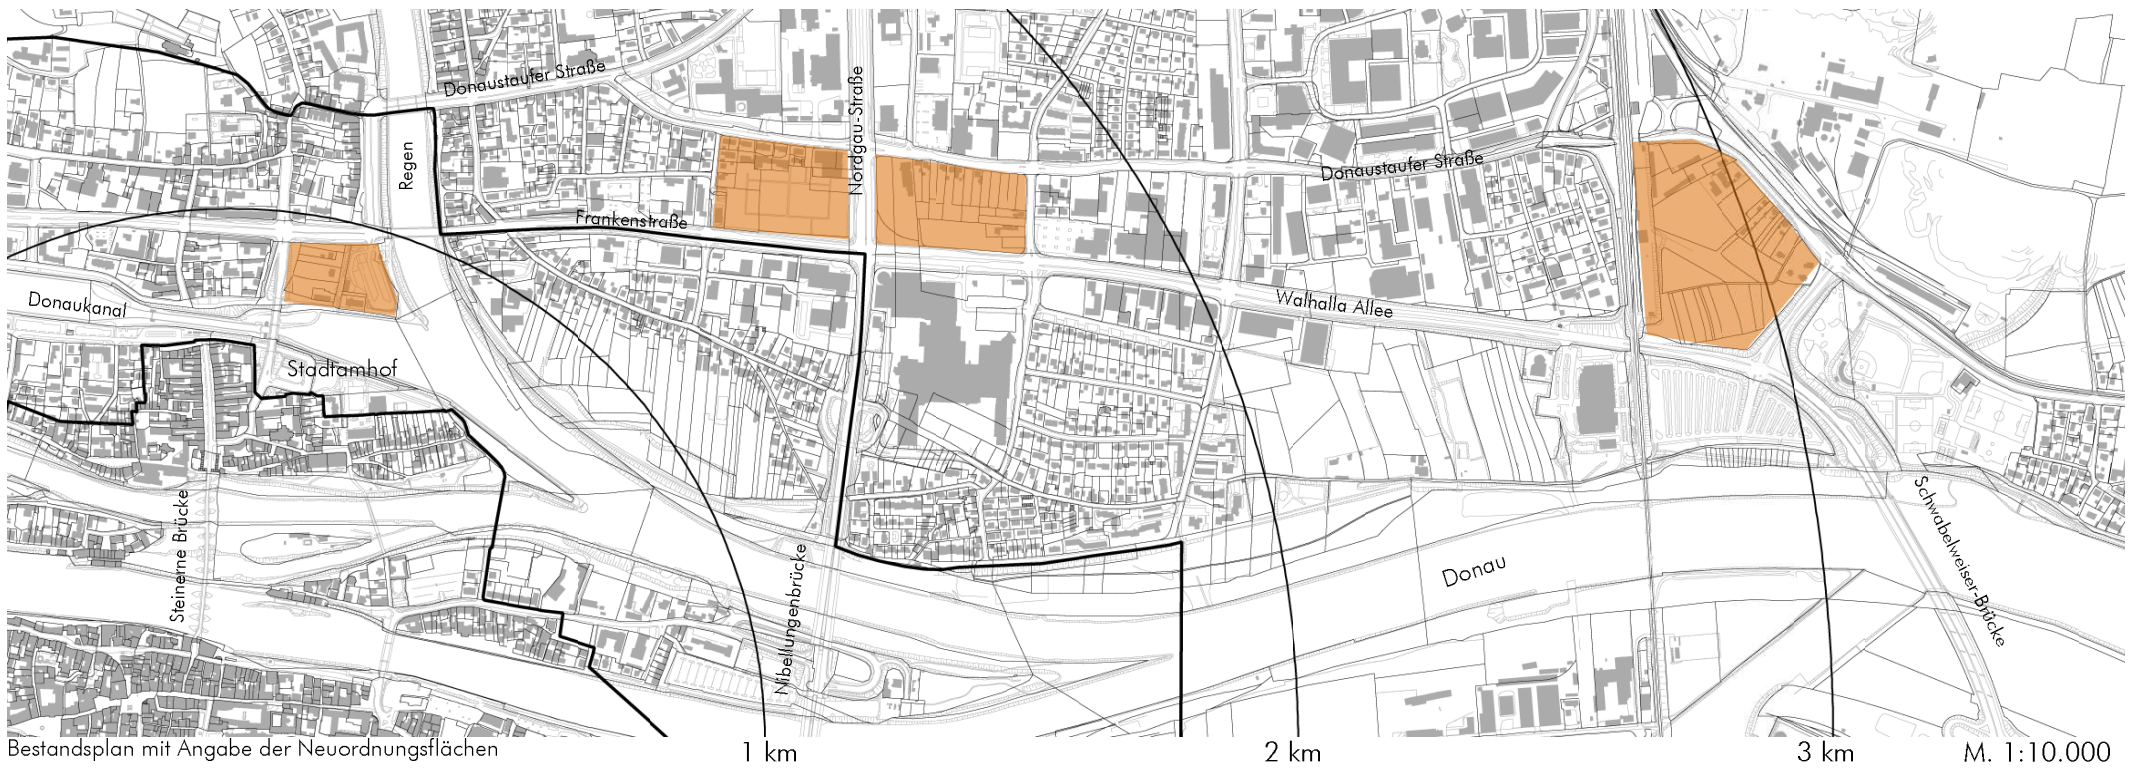 Donaustaufer Straße
Nordgau-Straße
Regen
Donaustaufer Straße
Frankenstraße
Donaukanal
Walhalla Allee
Stadtamhof
Steinerne Brücke
Nibellungenbrücke
Donau
Schwabelweiser-Brücke
Bestandsplan mit Angabe der Neuordnungsflächen
1 km
2 km
3 km
M. 1:10.000